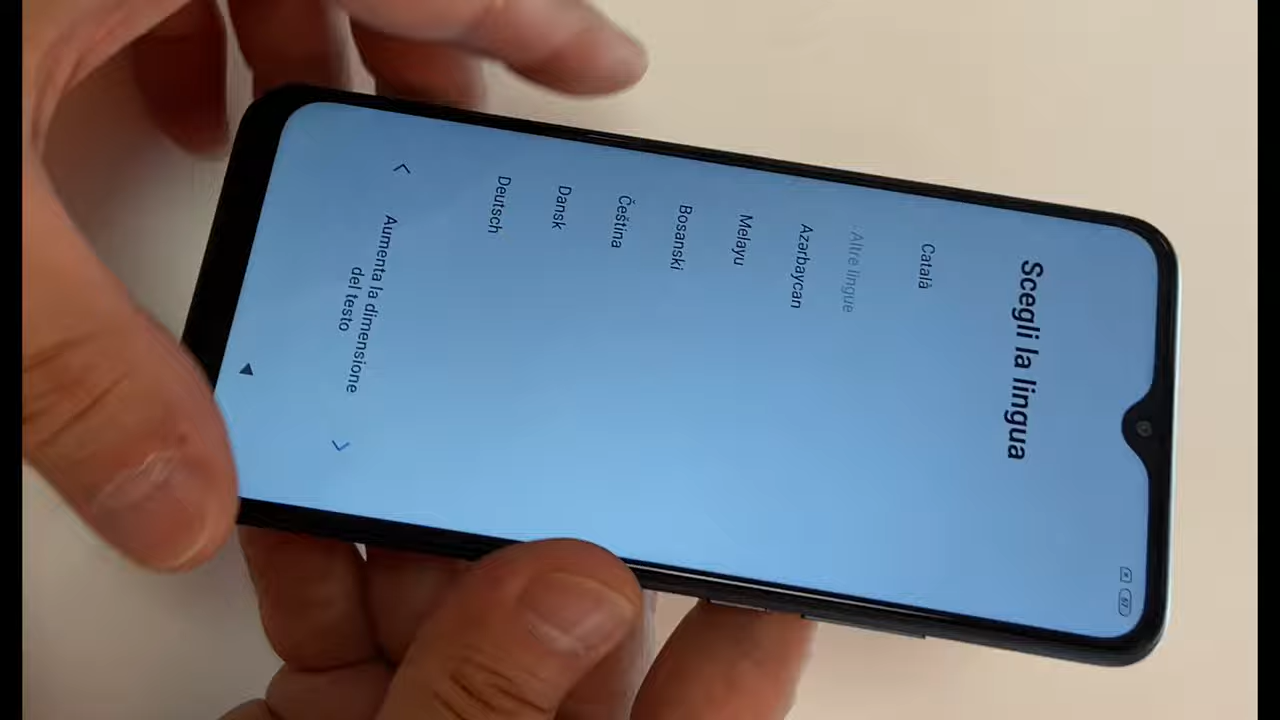 Scegli la lingua
Català
Altre lingue
Azərbaycan
Melayu
Bosanski
Čeština
Dansk
Deutsch
Aumenta la dimensione
del testo